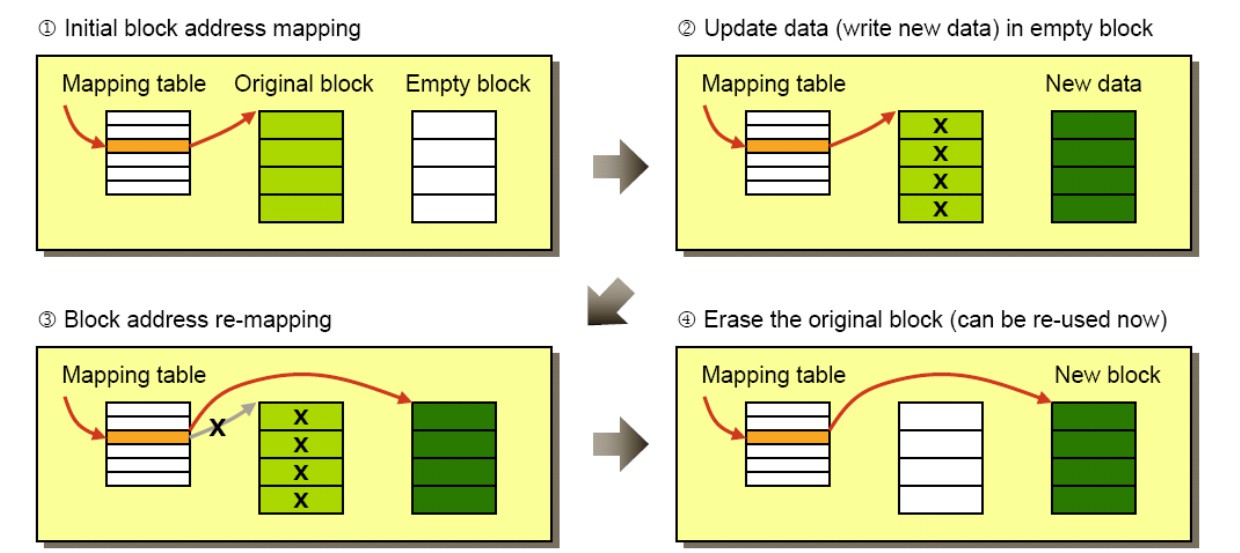 ① Initial block address mapping
Mapping table Original block Empty block
② Update data (write new data) in empty block
Mapping table New data
X
X
X
X
③ Block address re-mapping
Mapping table
X
X
X
X
X
④ Erase the original block (can be re-used now)
Mapping table New block